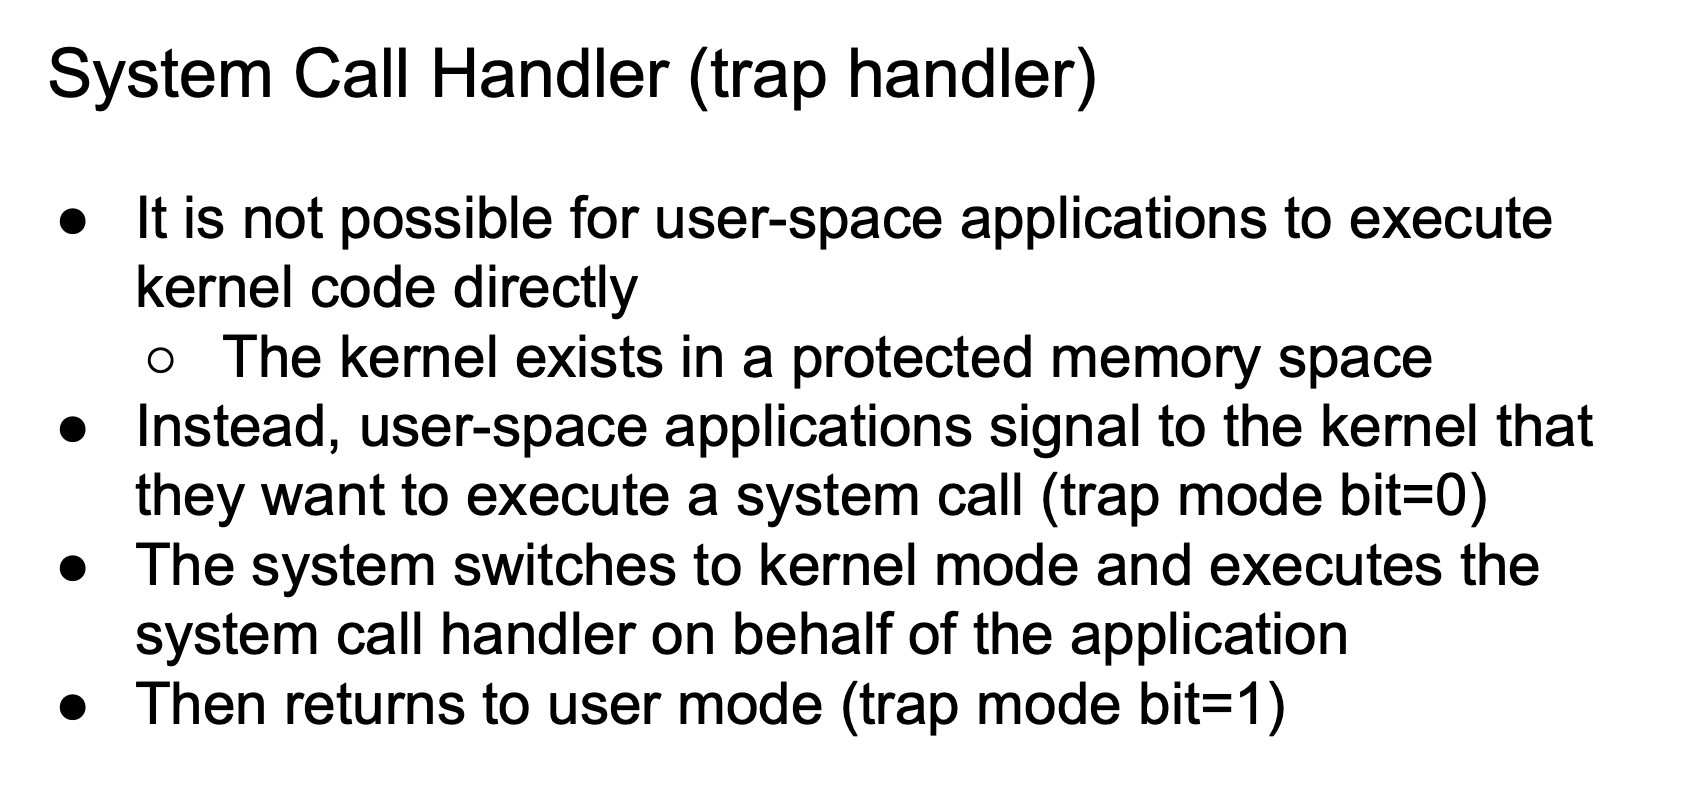 System Call Handler (trap handler)
● It is not possible for user-space applications to execute
kernel code directly
○ The kernel exists in a protected memory space
● Instead, user-space applications signal to the kernel that
they want to execute a system call (trap mode bit=0)
● The system switches to kernel mode and executes the
system call handler on behalf of the application
● Then returns to user mode (trap mode bit=1)